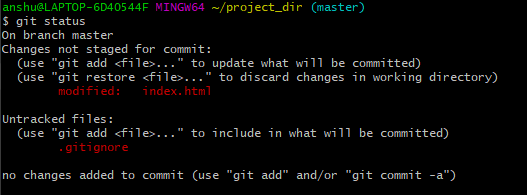 anshu@LAPTOP-6D40544F MINGW64 ~/project_dir (master)
$ git status
On branch master
Changes not staged for commit:
  (use "git add <file>..." to update what will be committed)
  (use "git restore <file>..." to discard changes in working directory)
        modified:   index.html

Untracked files:
  (use "git add <file>..." to include in what will be committed)
        .gitignore

no changes added to commit (use "git add" and/or "git commit -a")